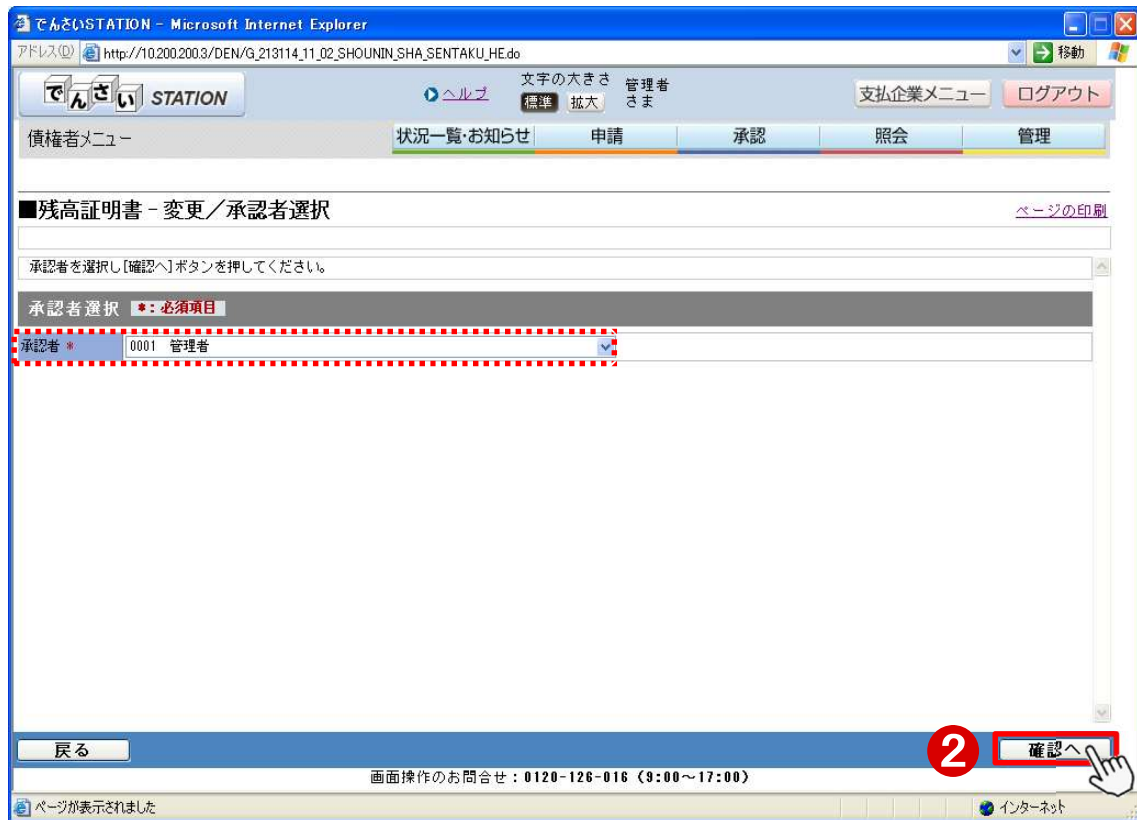 でんさいSTATION - Microsoft Internet Explorer
アドレス(D) http://10.200.200.3/DEN/G_213114_11_02_SHOUNIN_SHA_SENTAKU_HE.do 移動
でんさい STATION ヘルプ 文字の大きさ 標準 拡大 管理者 さま 支払企業メニュー ログアウト
債権者メニュー 状況一覧・お知らせ 申請 承認 照会 管理
■残高証明書 - 変更／承認者選択 ページの印刷
承認者を選択し[確認へ]ボタンを押してください。
承認者選択 *：必須項目
承認者 * 0001 管理者
戻る 2 確認へ
画面操作のお問合せ：0120-126-016 (9:00～17:00)
ページが表示されました インターネット